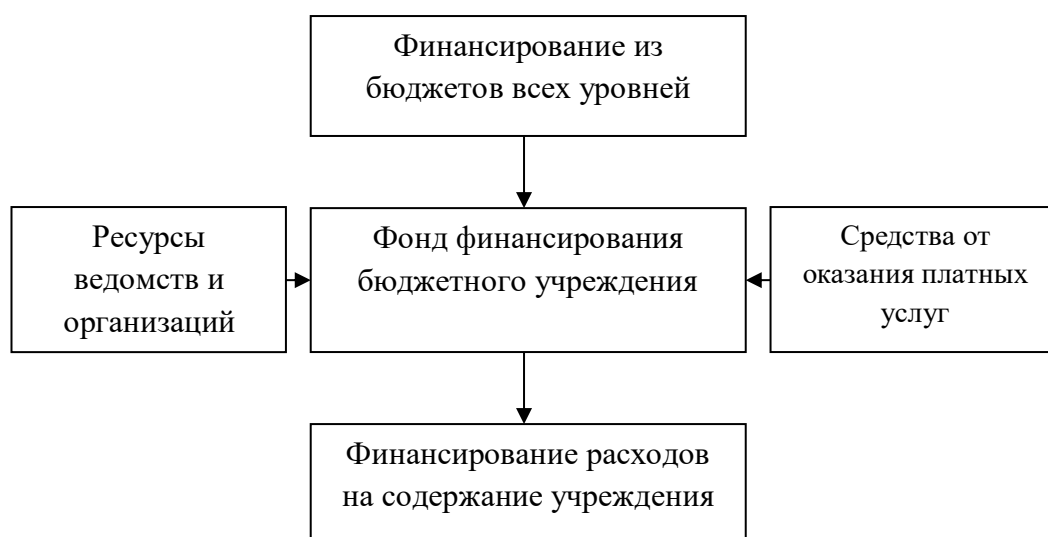 Финансирование из
бюджетов всех уровней
Ресурсы
ведомств и
организаций
Фонд финансирования
бюджетного учреждения
Средства от
оказания платных
услуг
Финансирование расходов
на содержание учреждения